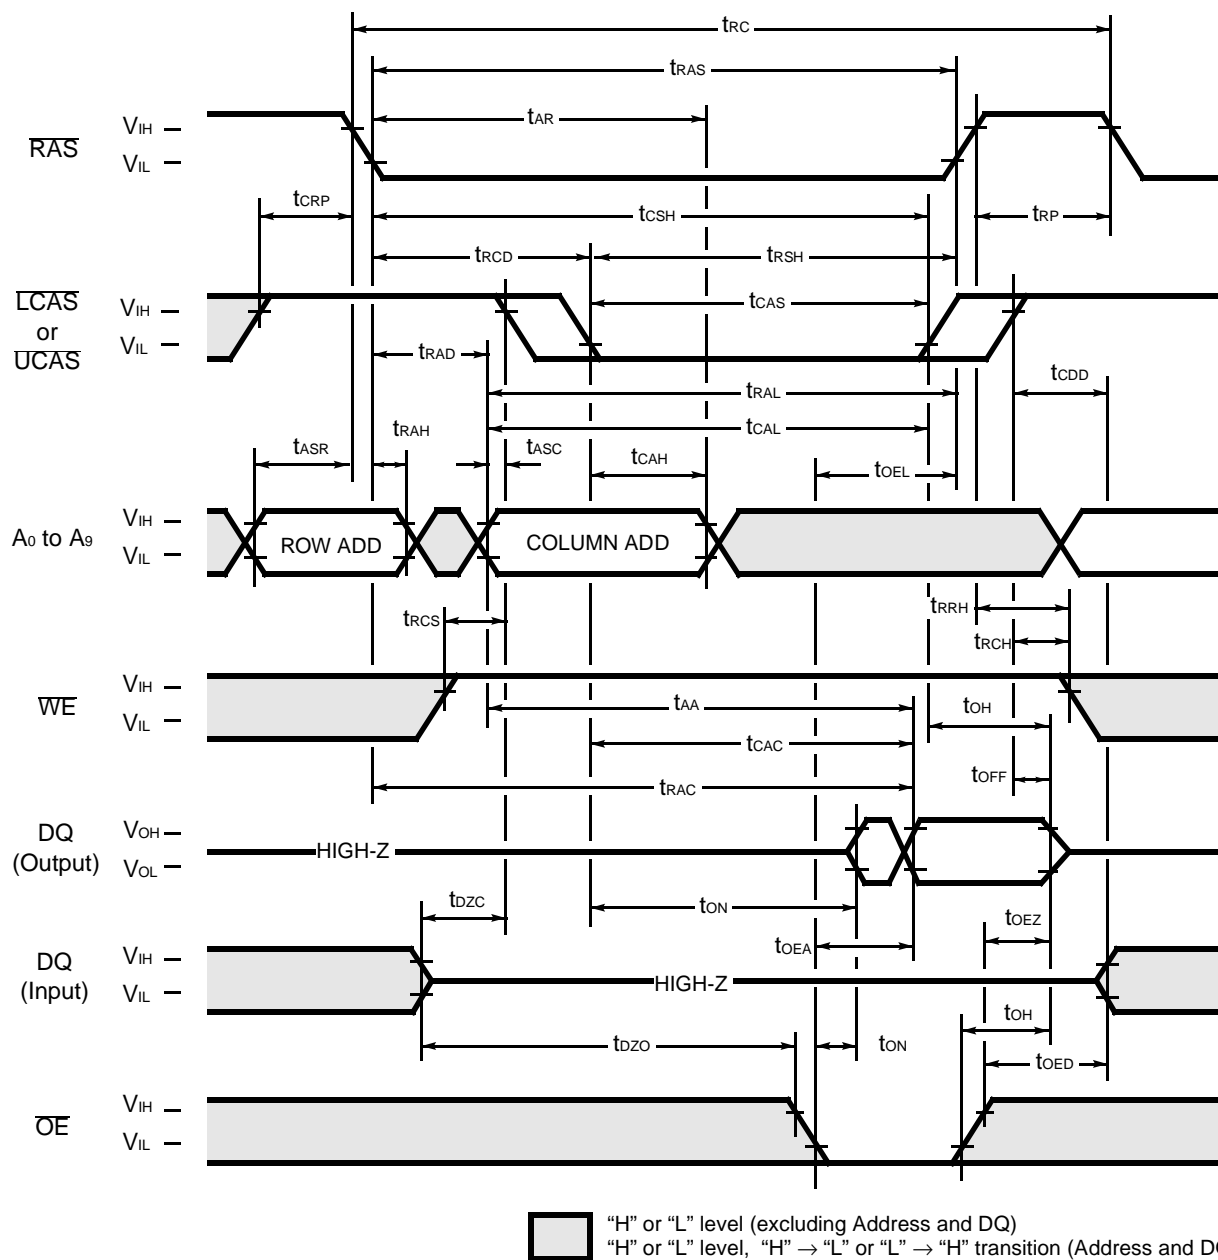 tRC
tRAS
tAR
RAS
VIH
VIL
tCRP
tCSH
tRP
tRCD
tRSH
LCAS
or
UCAS
VIH
VIL
tCAS
tRAD
tCDD
tRAL
tRAH
tCAL
tASR
tASC
tCAH
tOEL
A0 to A9
VIH
VIL
ROW ADD
COLUMN ADD
tRCS
tRRH
tRCH
WE
VIH
VIL
tAA
tOH
tCAC
tOFF
tRAC
DQ
(Output)
VOH
VOL
HIGH-Z
tDZC
tON
tOEZ
tOEA
DQ
(Input)
VIH
VIL
HIGH-Z
tOH
tDZO
tON
tOED
OE
VIH
VIL
“H” or “L” level (excluding Address and DQ)
“H” or “L” level, “H” → “L” or “L” → “H” transition (Address and